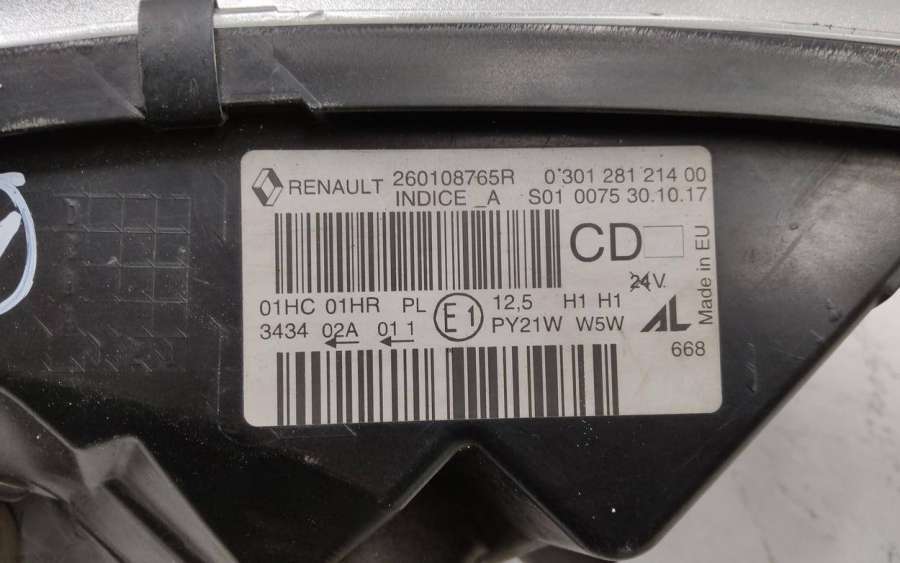 RENAULT 260108765R 0 301 281 214 00
INDICE _A S01 0075 30.10.17
CD
24V
Made in EU
01HC 01HR PL E1 12,5 H1 H1
3434 02A 01 1 PY21W W5W AL
668